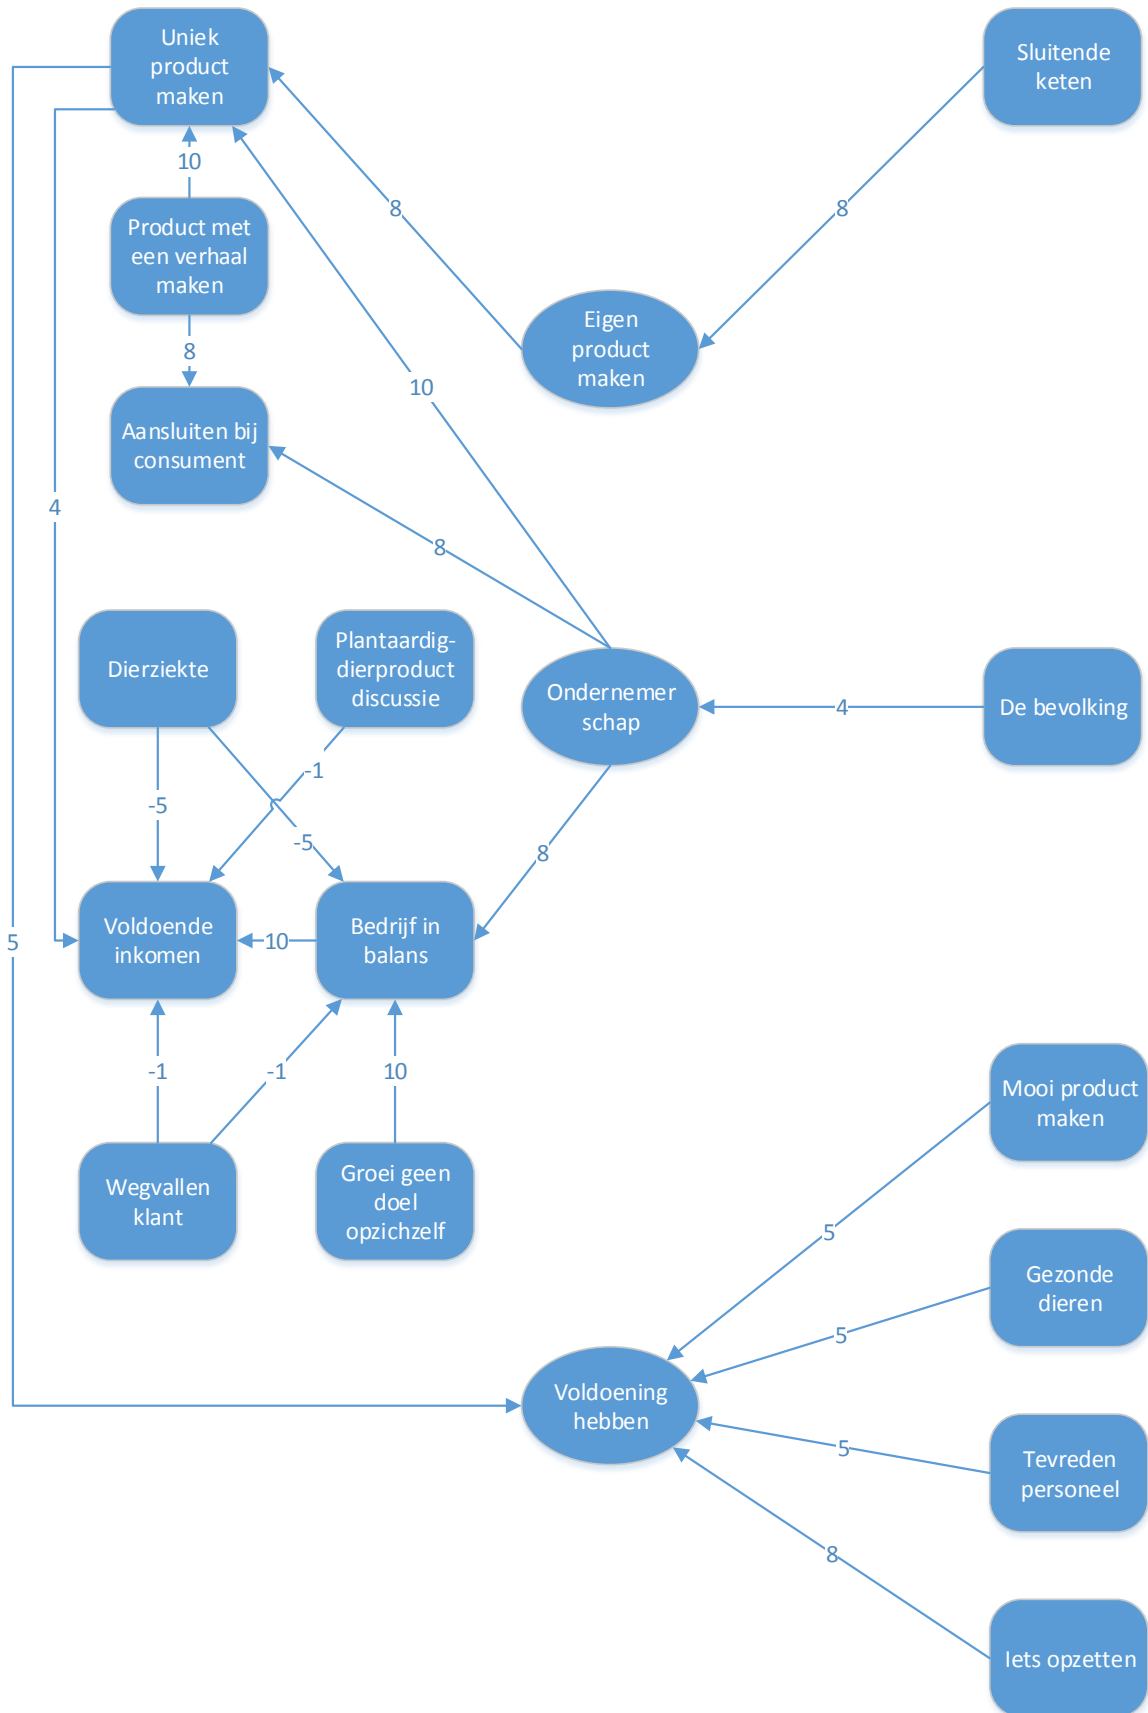 Uniek
product
maken
Sluitende
keten
10
Product met
een verhaal
maken
8
8
8
Eigen
product
maken
10
Aansluiten bij
consument
4
8
Dierziekte
Plantaardig-
dierproduct
discussie
Ondernemer
schap
4
De bevolking
-1
-5
-5
8
Voldoende
inkomen
10
Bedrijf in
balans
5
-1
-1
10
Mooi product
maken
Wegvallen
klant
Groei geen
doel
opzichzelf
5
Gezonde
dieren
5
Voldoening
hebben
5
Tevreden
personeel
8
Iets opzetten